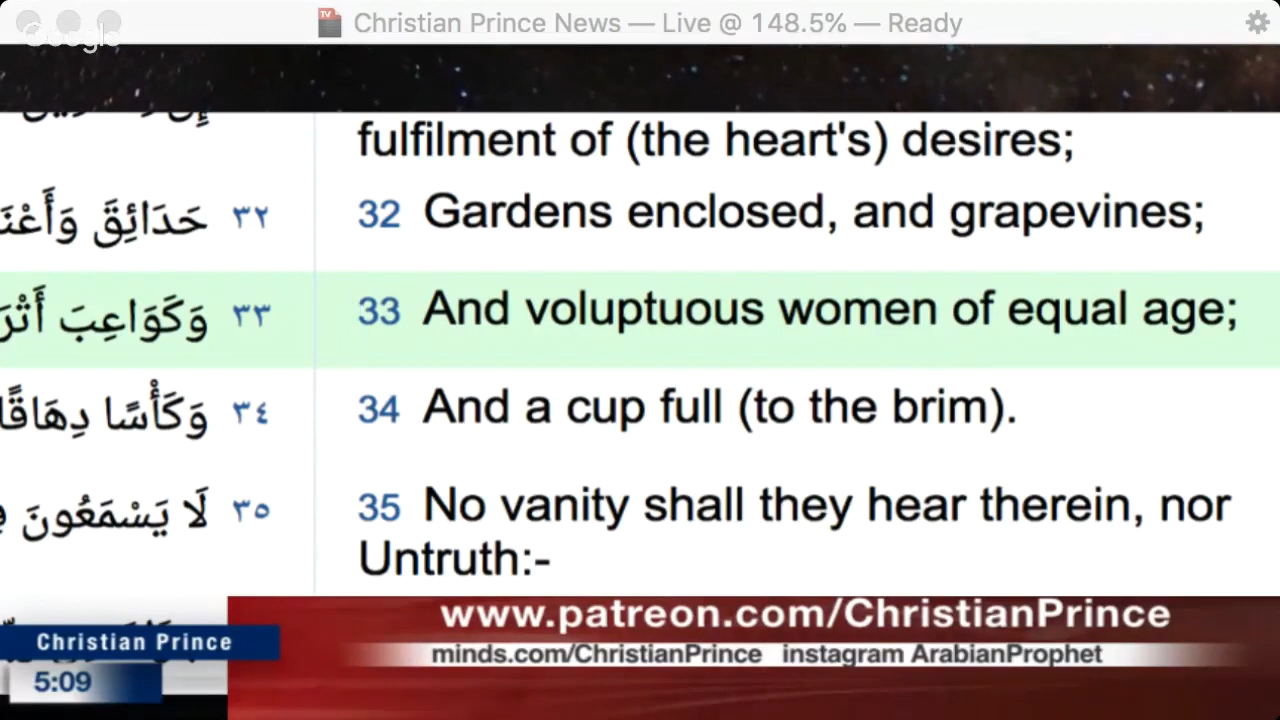 Christian Prince News — Live @ 148.5% — Ready
Google
fulfilment of (the heart's) desires;
حَدَائِقَ ٣٢
32 Gardens enclosed, and grapevines;
وَكَوَاعِبَ ٣٣
33 And voluptuous women of equal age;
وَكَأْسًا ٣٤
34 And a cup full (to the brim).
لَا يَسْمَعُونَ ٣٥
35 No vanity shall they hear therein, nor
Untruth:-
www.patreon.com/ChristianPrince
Christian Prince
minds.com/ChristianPrince instagram ArabianProphet
5:09